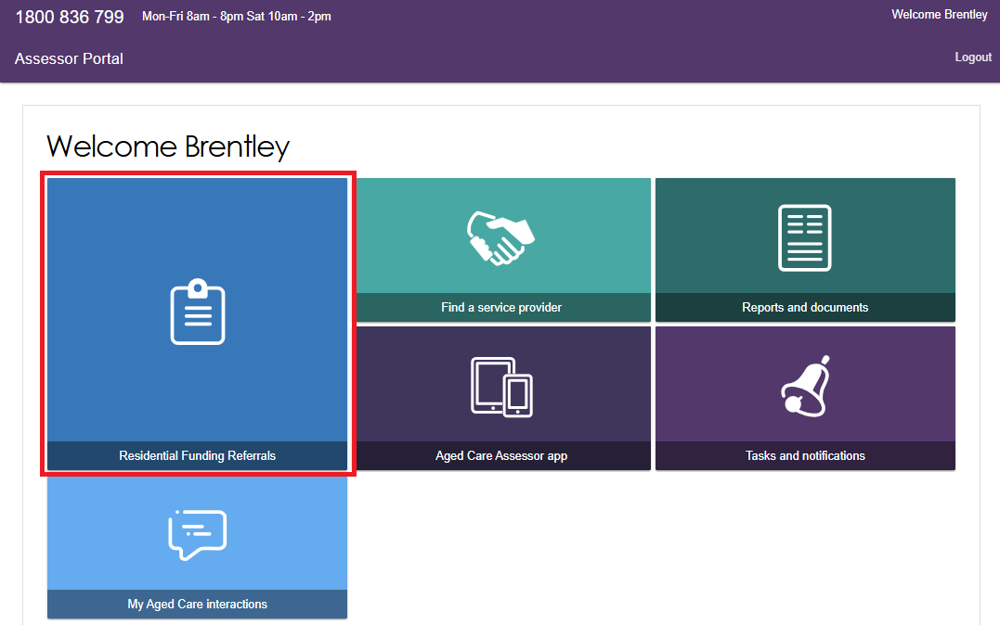 1800 836 799 Mon-Fri 8am - 8pm Sat 10am - 2pm Welcome Brentley
Assessor Portal Logout
Welcome Brentley
Find a service provider
Reports and documents
Residential Funding Referrals
Aged Care Assessor app
Tasks and notifications
My Aged Care interactions